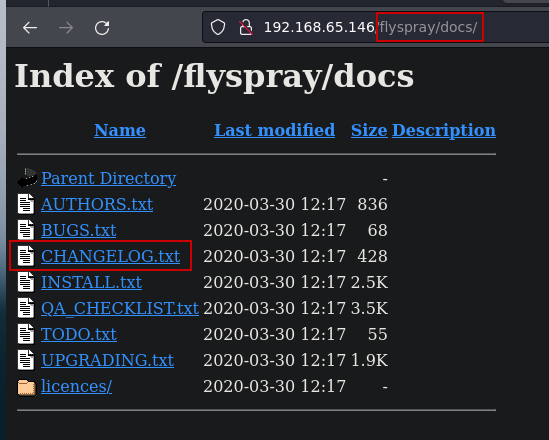 192.168.65.146/flyspray/docs/
Index of /flyspray/docs
Name Last modified Size Description
Parent Directory -
AUTHORS.txt 2020-03-30 12:17 836
BUGS.txt 2020-03-30 12:17 68
CHANGELOG.txt 2020-03-30 12:17 428
INSTALL.txt 2020-03-30 12:17 2.5K
QA_CHECKLIST.txt 2020-03-30 12:17 3.5K
TODO.txt 2020-03-30 12:17 55
UPGRADING.txt 2020-03-30 12:17 1.9K
licences/ 2020-03-30 12:17 -